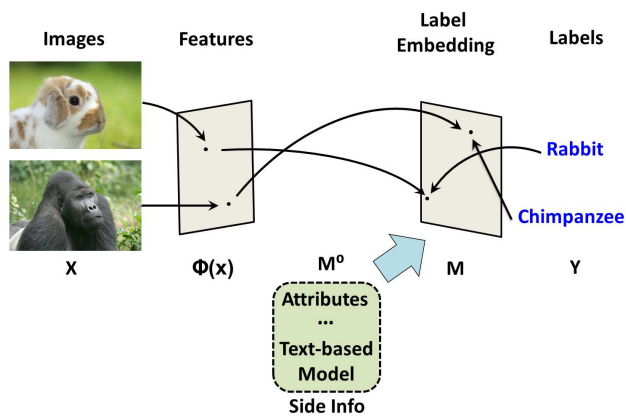 Images
Features
Label
Embedding
Labels
Rabbit
Chimpanzee
X
Φ(x)
M⁰
M
Y
Attributes
...
Text-based
Model
Side Info